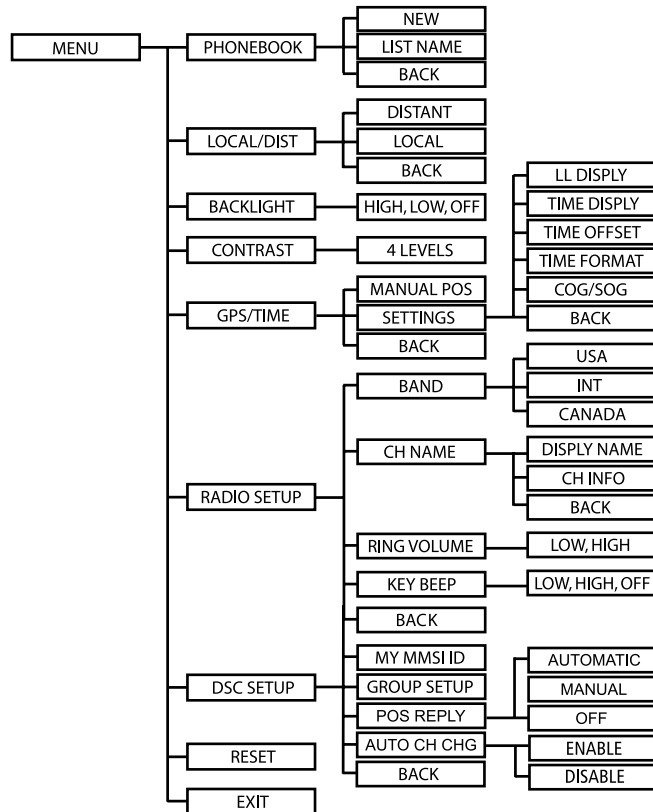 MENU
PHONEBOOK
NEW
LIST NAME
BACK
LOCAL/DIST
DISTANT
LOCAL
BACK
BACKLIGHT
HIGH, LOW, OFF
CONTRAST
4 LEVELS
GPS/TIME
MANUAL POS
SETTINGS
BACK
LL DISPLY
TIME DISPLY
TIME OFFSET
TIME FORMAT
COG/SOG
BACK
RADIO SETUP
BAND
USA
INT
CANADA
CH NAME
DISPLY NAME
CH INFO
BACK
RING VOLUME
LOW, HIGH
KEY BEEP
LOW, HIGH, OFF
BACK
DSC SETUP
MY MMSI ID
GROUP SETUP
POS REPLY
AUTOMATIC
MANUAL
OFF
AUTO CH CHG
ENABLE
DISABLE
BACK
RESET
EXIT